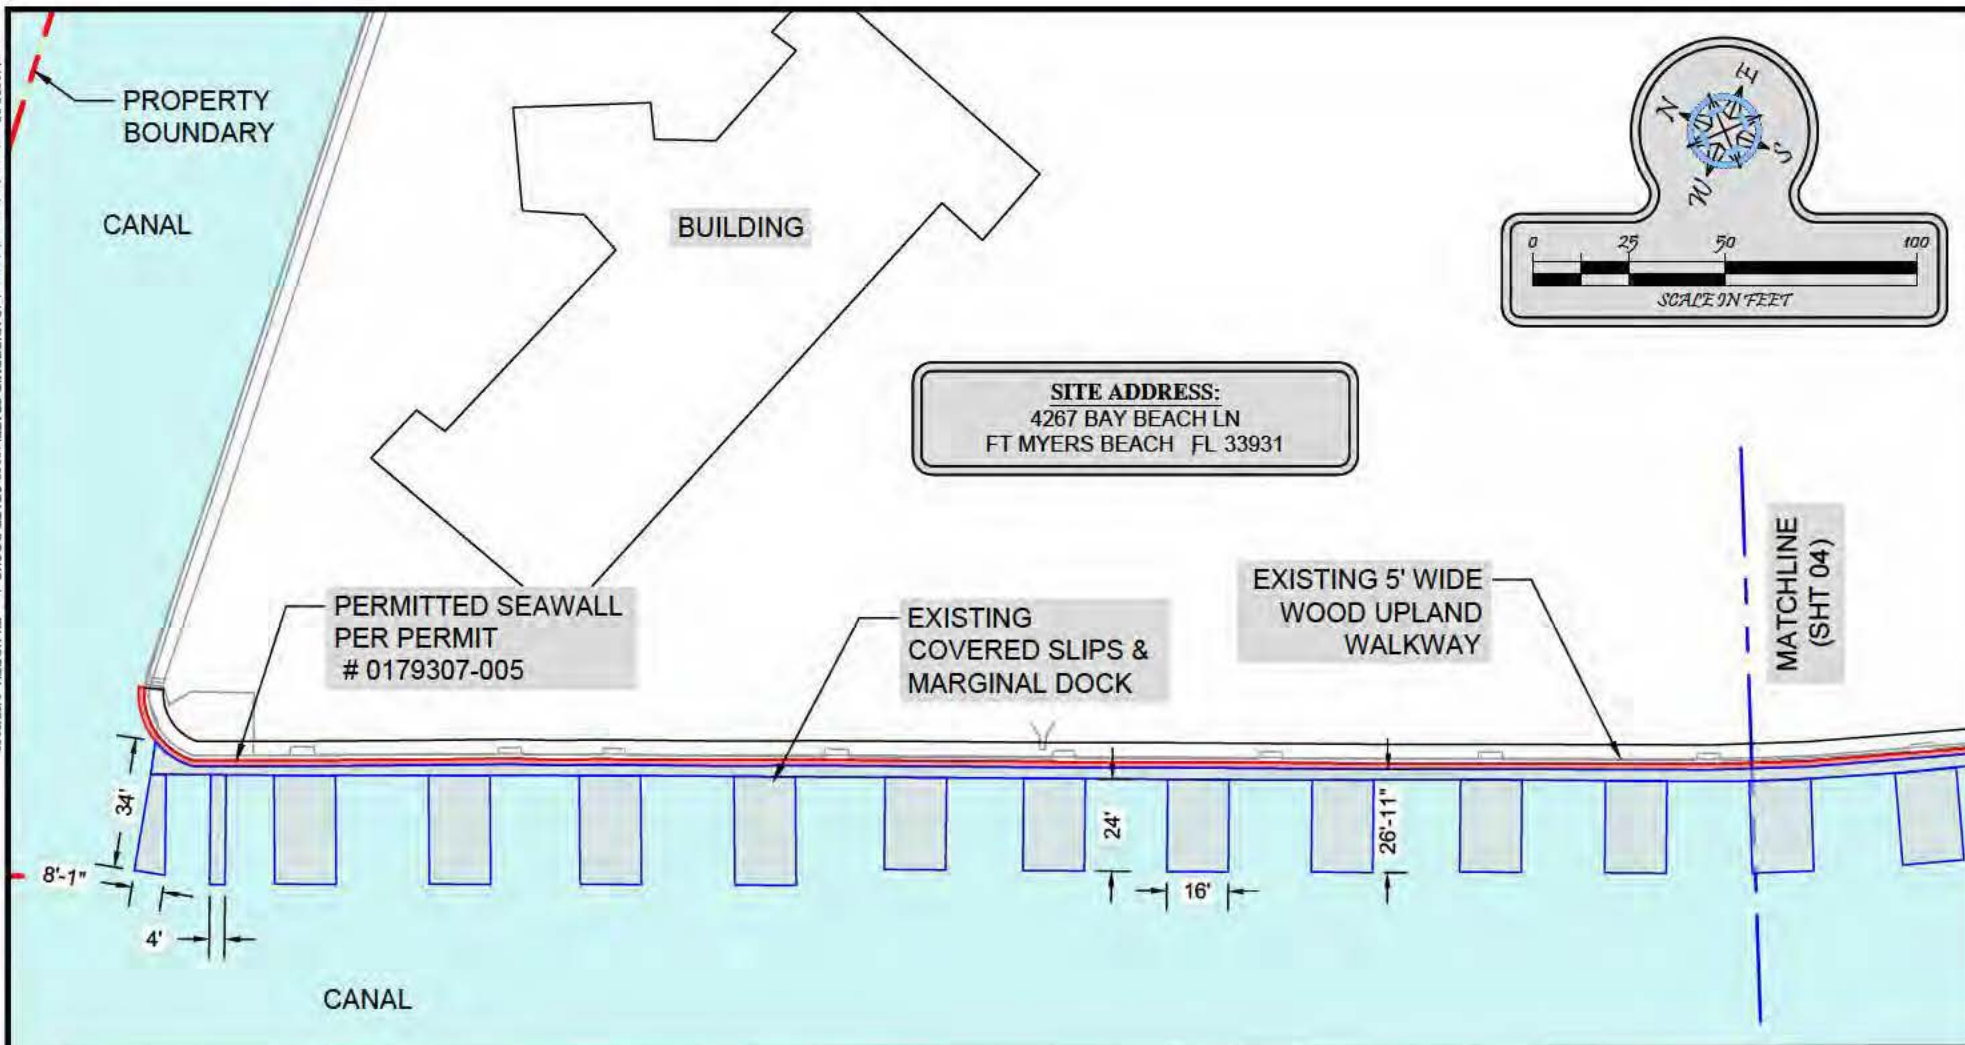 PROPERTY
BOUNDARY
CANAL
BUILDING
N
E
S
W
0 25 50 100
SCALE IN FEET
SITE ADDRESS:
4267 BAY BEACH LN
FT MYERS BEACH FL 33931
MATCHLINE
(SHT 04)
PERMITTED SEAWALL
PER PERMIT
# 0179307-005
EXISTING
COVERED SLIPS &
MARGINAL DOCK
EXISTING 5' WIDE
WOOD UPLAND
WALKWAY
34'
8'-1"
4'
24'
16'
26'-11"
CANAL